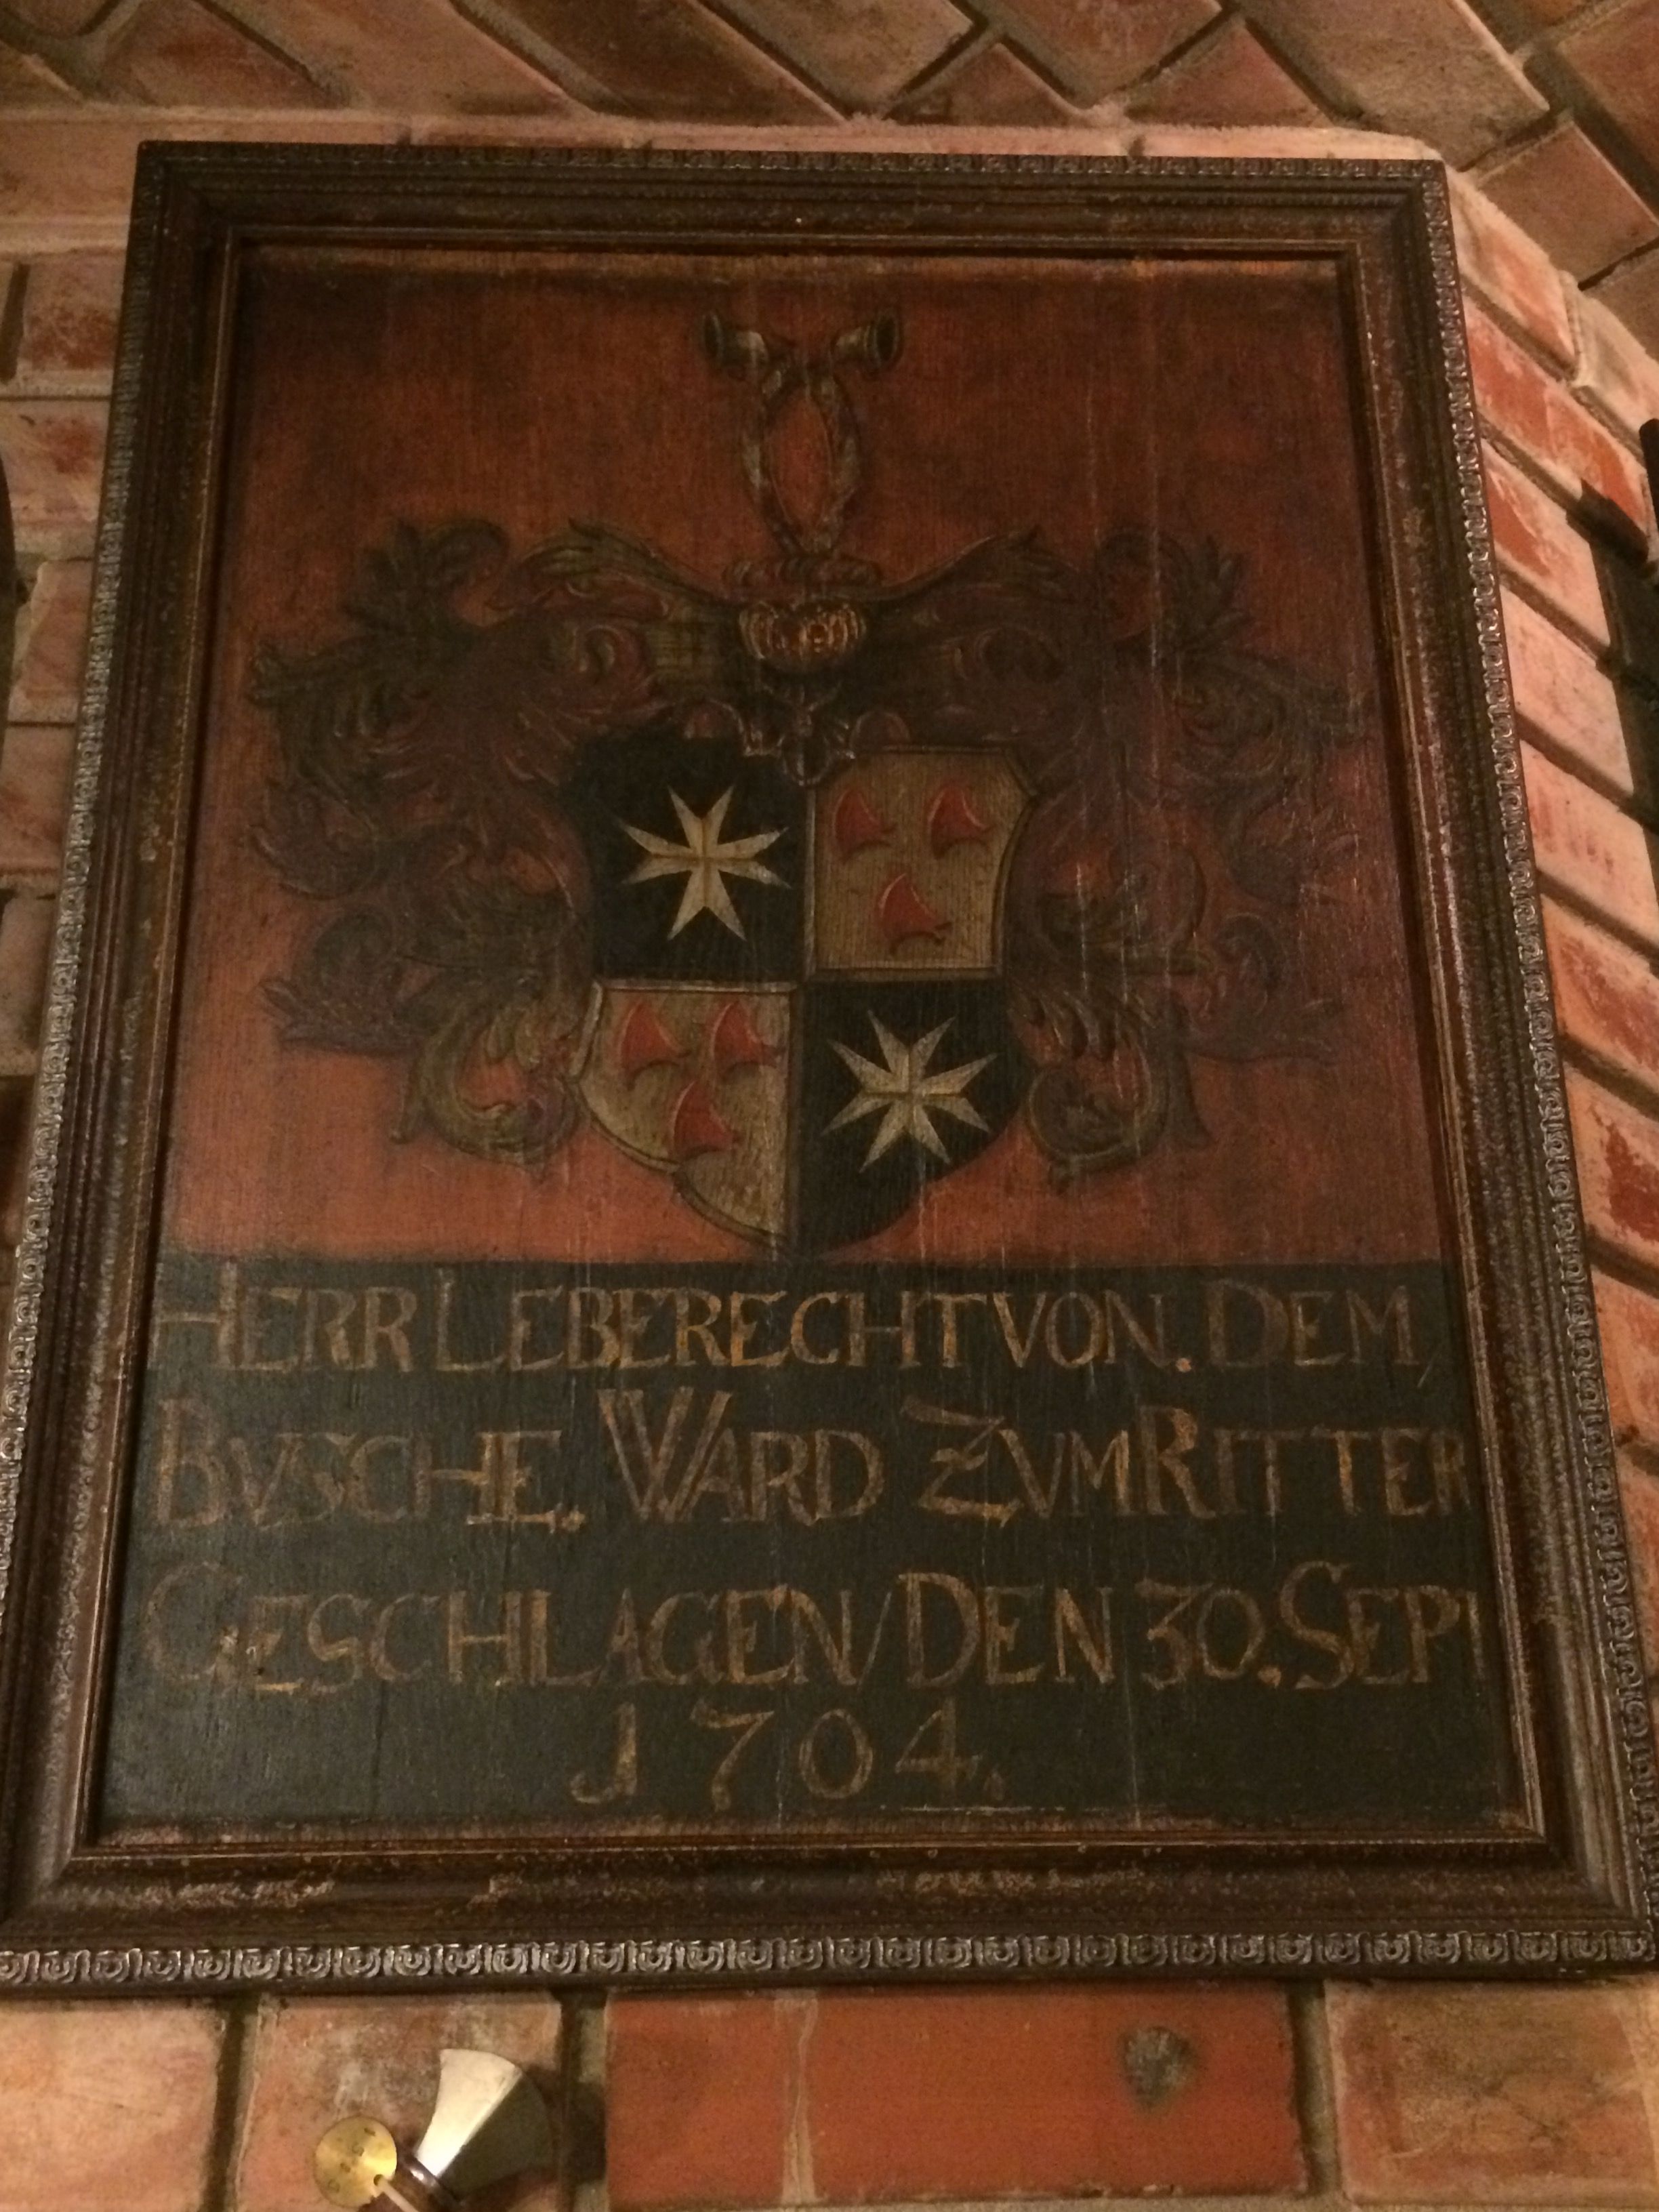 HERR LEBERECHT VON. DEM
BVSCHE. WARD ZVM RITTER
GESCHLAGEN / DEN 30. SEPT
1704.